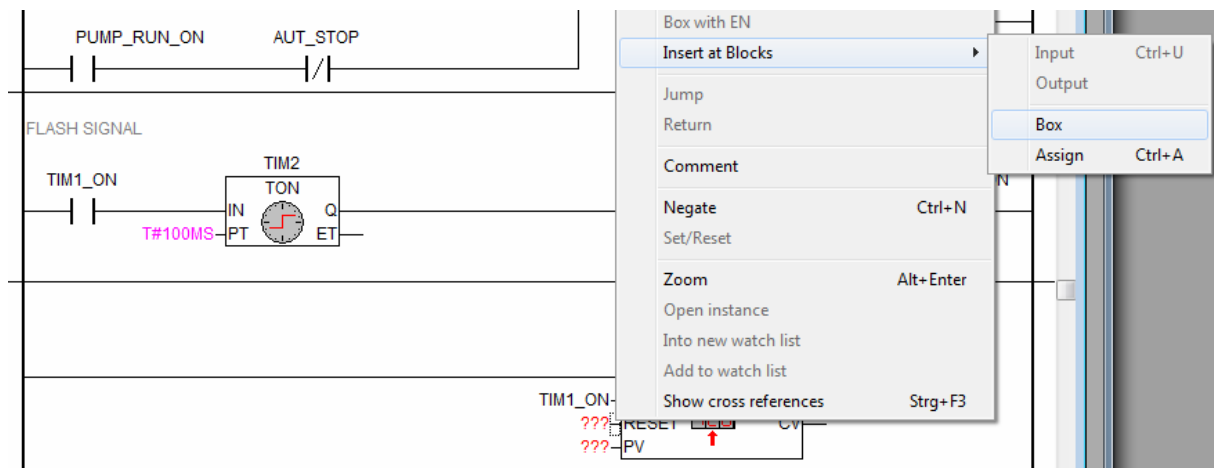 PUMP_RUN_ON AUT_STOP
FLASH SIGNAL
TIM2
TIM1_ON
TON
IN Q
T#100MS PT ET
TIM1_ON
??? RESET CV
??? PV
Box with EN
Insert at Blocks
Jump
Return
Comment
Negate Ctrl+N
Set/Reset
Zoom Alt+Enter
Open instance
Into new watch list
Add to watch list
Show cross references Strg+F3
Input Ctrl+U
Output
Box
Assign Ctrl+A
N